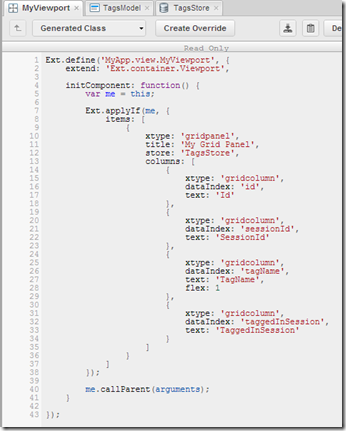 MyViewport × TagsModel × TagsStore ×
Generated Class Create Override De
Read Only
1 Ext.define('MyApp.view.MyViewport', {
2 extend: 'Ext.container.Viewport',
3
4 initComponent: function() {
5 var me = this;
6
7 Ext.applyIf(me, {
8 items: [
9 {
10 xtype: 'gridpanel',
11 title: 'My Grid Panel',
12 store: 'TagsStore',
13 columns: [
14 {
15 xtype: 'gridcolumn',
16 dataIndex: 'id',
17 text: 'Id'
18 },
19 {
20 xtype: 'gridcolumn',
21 dataIndex: 'sessionId',
22 text: 'SessionId'
23 },
24 {
25 xtype: 'gridcolumn',
26 dataIndex: 'tagName',
27 text: 'TagName',
28 flex: 1
29 },
30 {
31 xtype: 'gridcolumn',
32 dataIndex: 'taggedInSession',
33 text: 'TaggedInSession'
34 }
35 ]
36 }
37 ]
38 });
39
40 me.callParent(arguments);
41 }
42
43 });